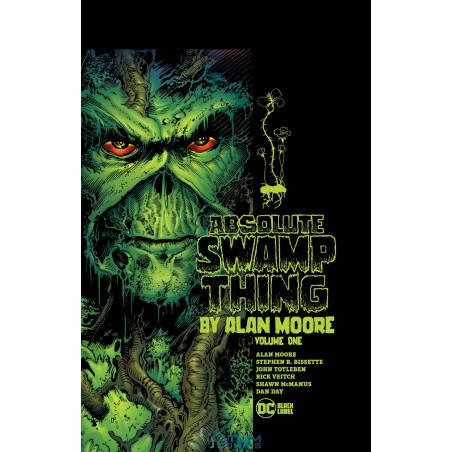 ABSOLUTE
SWAMP
THING
BY ALAN MOORE
VOLUME ONE
ALAN MOORE
STEPHEN R. BISSETTE
JOHN TOTLEBEN
RICK VEITCH
SHAWN McMANUS
DAN DAY
DC BLACK
LABEL